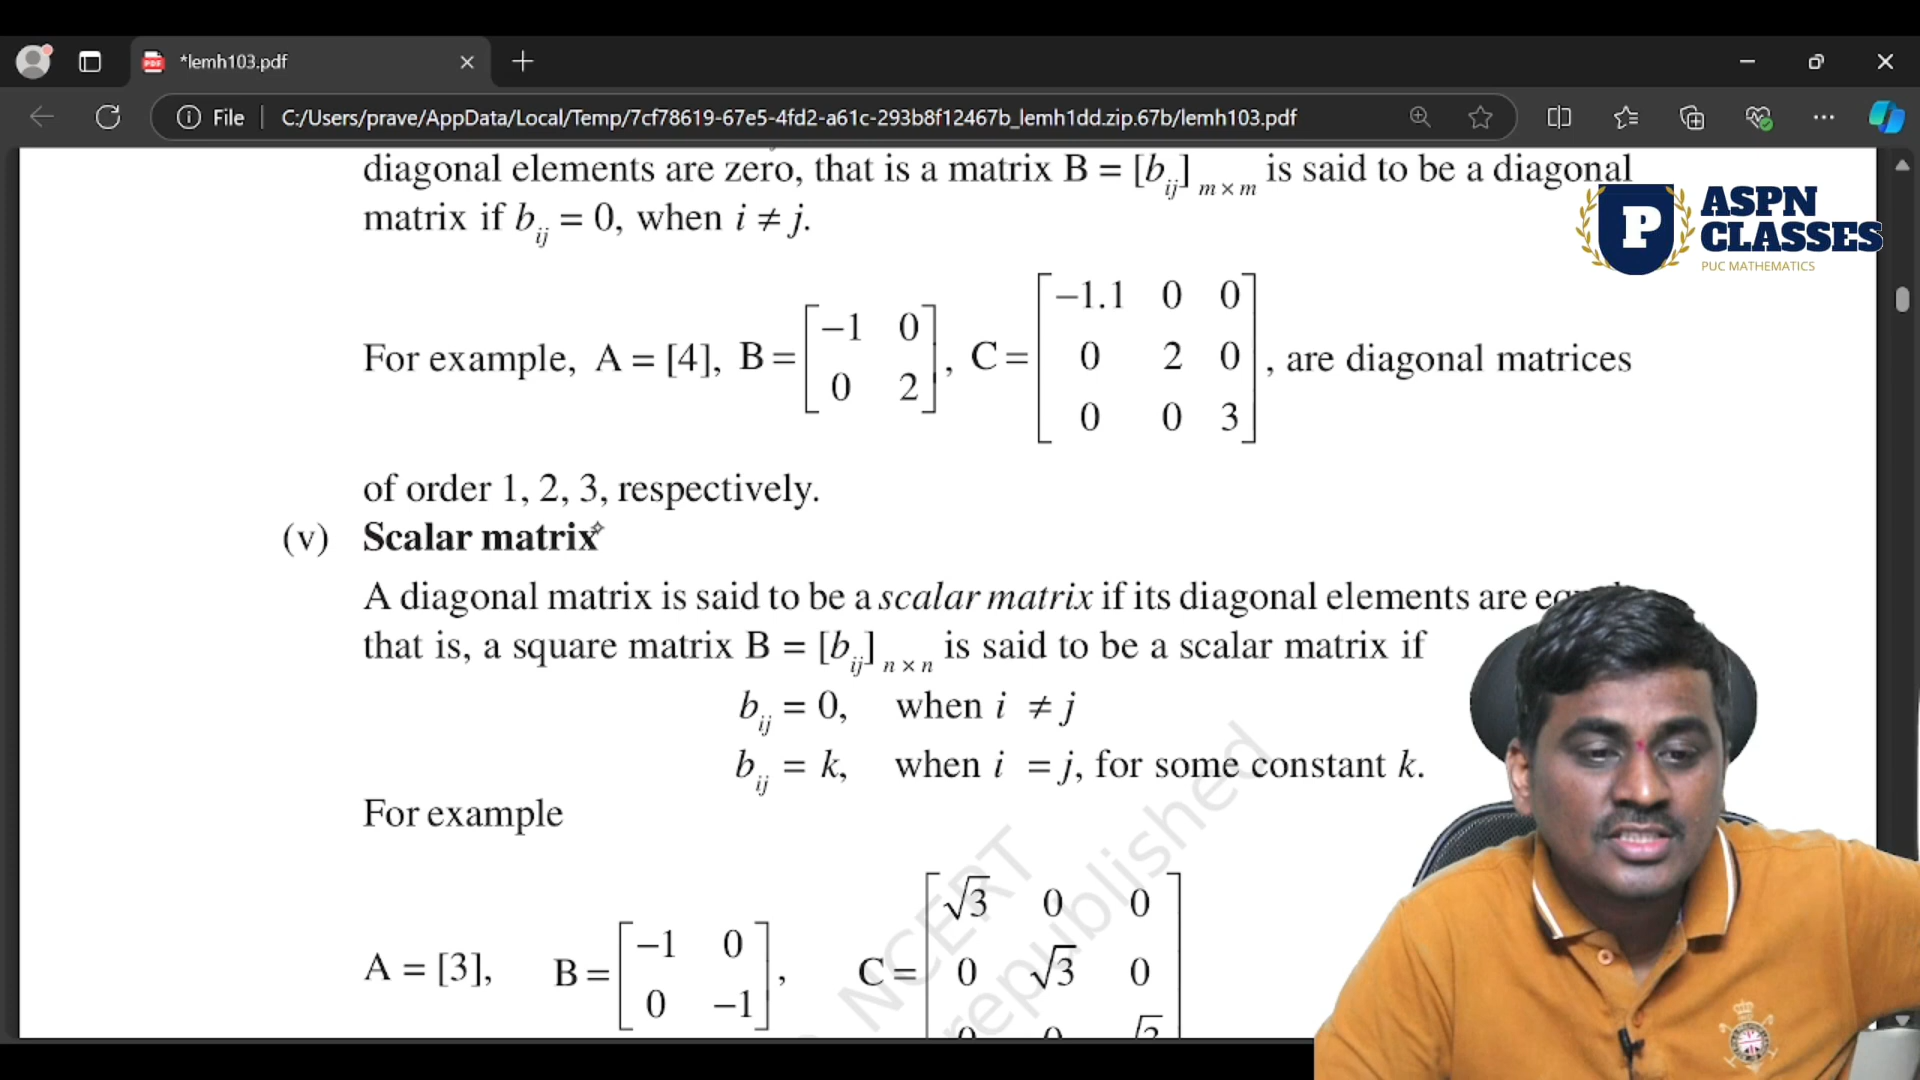 *lemh103.pdf
File
C:/Users/prave/AppData/Local/Temp/7cf78619-67e5-4fd2-a61c-293b8f12467b_lemh1dd.zip.67b/lemh103.pdf
diagonal elements are zero, that is a matrix B = [b_ij]_m×m is said to be a diagonal
matrix if b_ij = 0, when i ≠ j.
P
ASPN
CLASSES
PUC MATHEMATICS
For example, A = [4], B = [−1 0; 0 2], C = [−1.1 0 0; 0 2 0; 0 0 3], are diagonal matrices
of order 1, 2, 3, respectively.
(v) Scalar matrix
A diagonal matrix is said to be a scalar matrix if its diagonal elements are
that is, a square matrix B = [b_ij]_n×n is said to be a scalar matrix if
b_ij = 0, when i ≠ j
b_ij = k, when i = j, for some constant k.
For example
A = [3], B = [−1 0; 0 −1], C = [√3 0 0; 0 √3 0; 0 0 √3]
NCERT
republished